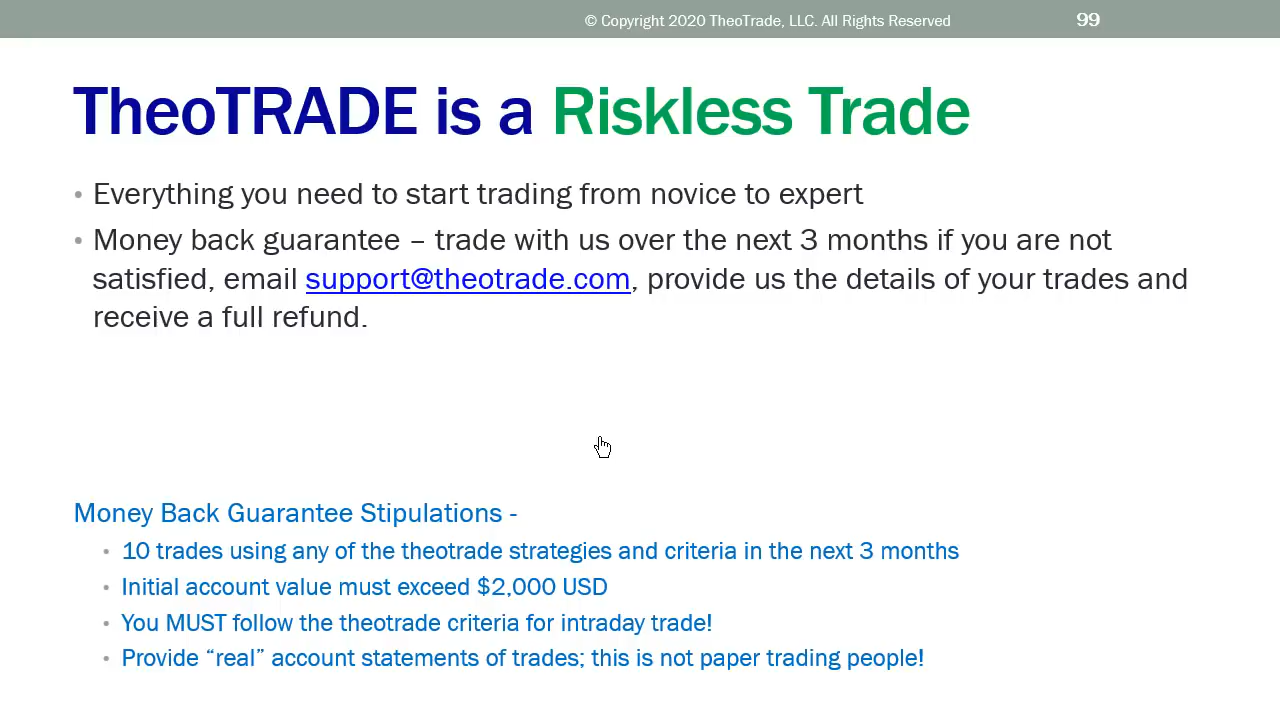 © Copyright 2020 TheoTrade, LLC. All Rights Reserved
99
TheoTRADE is a Riskless Trade
• Everything you need to start trading from novice to expert
• Money back guarantee – trade with us over the next 3 months if you are not
satisfied, email support@theotrade.com, provide us the details of your trades and
receive a full refund.
Money Back Guarantee Stipulations -
• 10 trades using any of the theotrade strategies and criteria in the next 3 months
• Initial account value must exceed $2,000 USD
• You MUST follow the theotrade criteria for intraday trade!
• Provide “real” account statements of trades; this is not paper trading people!